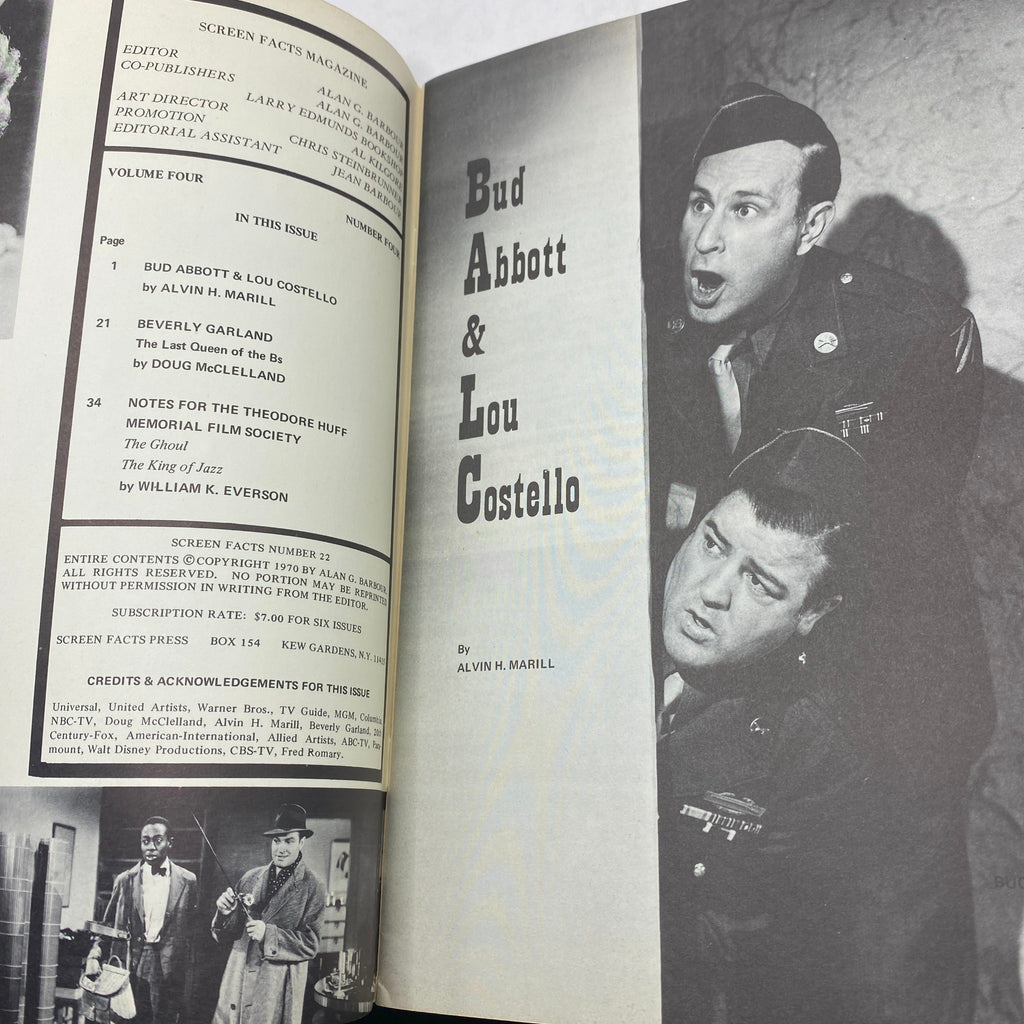 SCREEN FACTS MAGAZINE
EDITOR ALAN G. BARBOUR
CO-PUBLISHERS ALAN G. BARBOUR
LARRY EDMUNDS BOOKSHOP
ART DIRECTOR AL KILGORE
PROMOTION CHRIS STEINBRUNNER
EDITORIAL ASSISTANT JEAN BARBOUR
VOLUME FOUR NUMBER FOUR
IN THIS ISSUE
Page
1 BUD ABBOTT & LOU COSTELLO
by ALVIN H. MARILL
21 BEVERLY GARLAND
The Last Queen of the Bs
by DOUG McCLELLAND
34 NOTES FOR THE THEODORE HUFF
MEMORIAL FILM SOCIETY
The Ghoul
The King of Jazz
by WILLIAM K. EVERSON
SCREEN FACTS NUMBER 22
ENTIRE CONTENTS ©COPYRIGHT 1970 BY ALAN G. BARBOUR.
ALL RIGHTS RESERVED. NO PORTION MAY BE REPRINTED
WITHOUT PERMISSION IN WRITING FROM THE EDITOR.
SUBSCRIPTION RATE: $7.00 FOR SIX ISSUES
SCREEN FACTS PRESS BOX 154 KEW GARDENS, N.Y.
CREDITS & ACKNOWLEDGEMENTS FOR THIS ISSUE
Universal, United Artists, Warner Bros., TV Guide, MGM, Columbia,
NBC-TV, Doug McClelland, Alvin H. Marill, Beverly Garland, 20th
Century-Fox, American-International, Allied Artists, ABC-TV, Para-
mount, Walt Disney Productions, CBS-TV, Fred Romary.
Bud
Abbott
&
Lou
Costello
By
ALVIN H. MARILL